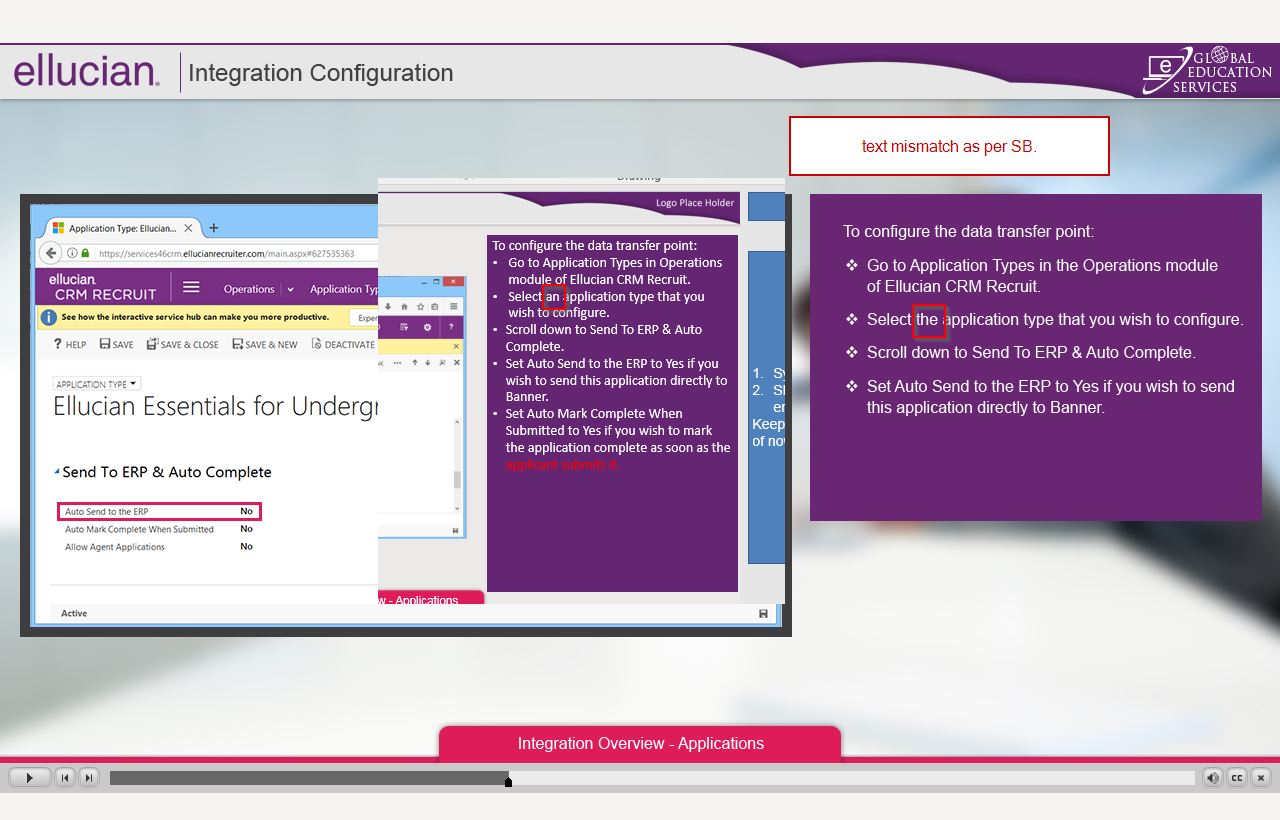 ellucian.
Integration Configuration
GLOBAL
EDUCATION
SERVICES
text mismatch as per SB.
Drawing
Logo Place Holder
Application Type: Ellucian...
https://services46crm.ellucianrecruiter.com/main.aspx#627535363
ellucian.
CRM RECRUIT
Operations
Application Typ
See how the interactive service hub can make you more productive.
Exper
? HELP
SAVE
SAVE & CLOSE
SAVE & NEW
DEACTIVATE
APPLICATION TYPE
Ellucian Essentials for Undergr
Send To ERP & Auto Complete
Auto Send to the ERP No
Auto Mark Complete When Submitted No
Allow Agent Applications No
Active
To configure the data transfer point:
• Go to Application Types in Operations
module of Ellucian CRM Recruit.
• Select an application type that you
wish to configure.
• Scroll down to Send To ERP & Auto
Complete.
• Set Auto Send to the ERP to Yes if you
wish to send this application directly to
Banner.
• Set Auto Mark Complete When
Submitted to Yes if you wish to mark
the application complete as soon as the
applicant submits it.
w - Applications
1. Sy
2. Sl
er
Keep
of nov
To configure the data transfer point:
❖ Go to Application Types in the Operations module
of Ellucian CRM Recruit.
❖ Select the application type that you wish to configure.
❖ Scroll down to Send To ERP & Auto Complete.
❖ Set Auto Send to the ERP to Yes if you wish to send
this application directly to Banner.
Integration Overview - Applications
CC